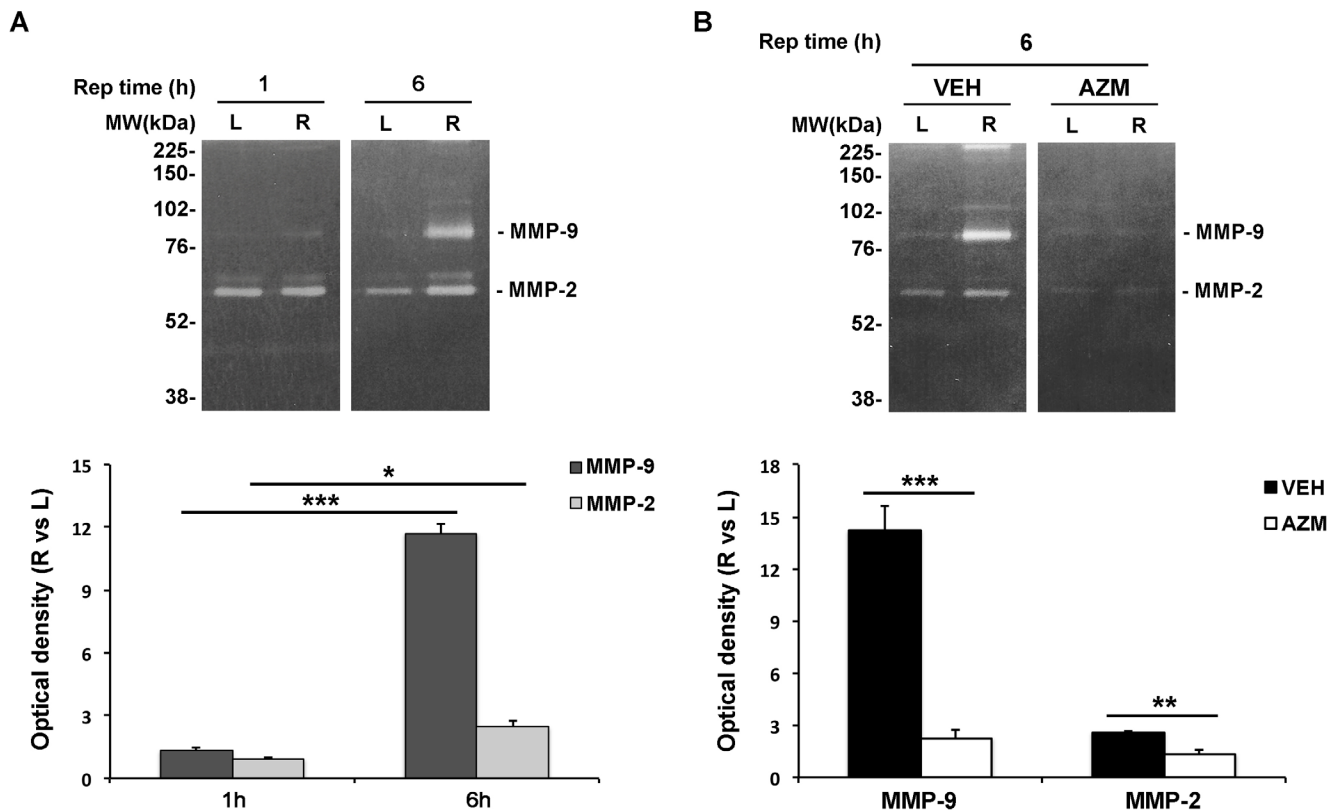 A
Rep time (h) 1 6
MW(kDa) L R L R
225-
150-
102-
76-
52-
38-
- MMP-9
- MMP-2
Optical density (R vs L)
15
12
9
6
3
0
*
***
MMP-9
MMP-2
1h 6h
B
Rep time (h) 6
VEH AZM
MW(kDa) L R L R
225-
150-
102-
76-
52-
38-
- MMP-9
- MMP-2
Optical density (R vs L)
18
15
12
9
6
3
0
***
**
VEH
AZM
MMP-9 MMP-2